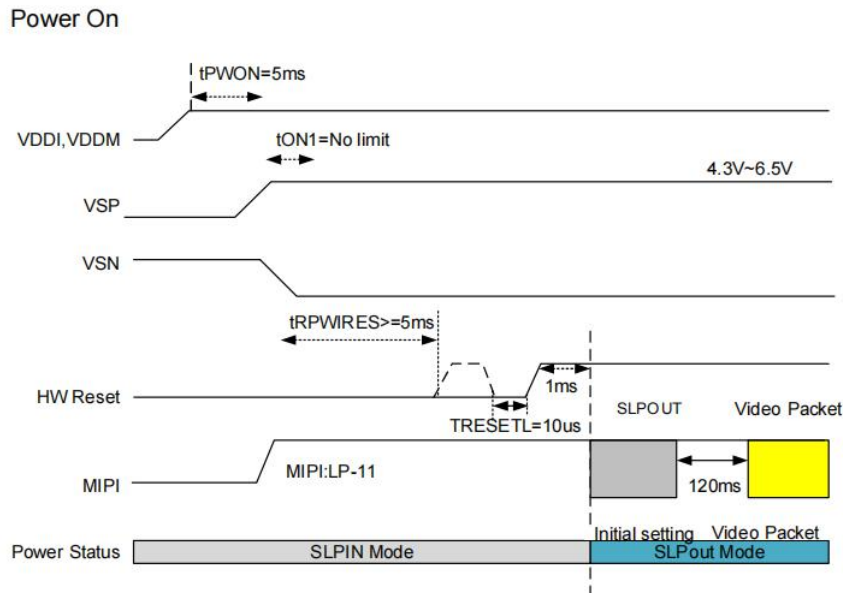 Power On
tPWON=5ms
VDDI,VDDM
tON1=No limit
4.3V~6.5V
VSP
VSN
tRPWIRES>=5ms
HW Reset
1ms
TRESETL=10us
SLPOUT
Video Packet
MIPI
MIPI:LP-11
120ms
Initial setting
Video Packet
Power Status
SLPIN Mode
SLPout Mode